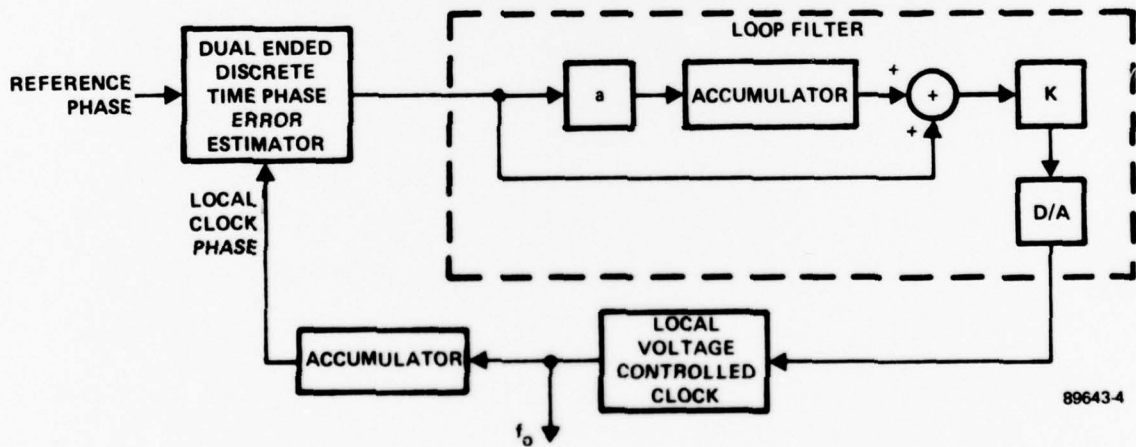 LOOP FILTER
DUAL ENDED
DISCRETE
TIME PHASE
ERROR
ESTIMATOR
REFERENCE
PHASE
a
ACCUMULATOR
+
+
+
K
D/A
LOCAL
CLOCK
PHASE
ACCUMULATOR
LOCAL
VOLTAGE
CONTROLLED
CLOCK
fo
89643-4